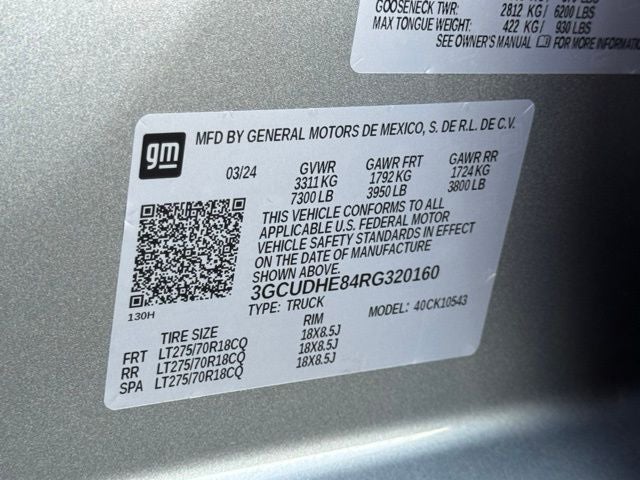 GOOSENECK TWR: 2812 KG/ 6200 LBS
MAX TONGUE WEIGHT: 422 KG/ 930 LBS
SEE OWNER'S MANUAL FOR MORE INFORMATION
gm
MFD BY GENERAL MOTORS DE MEXICO, S. DE R.L. DE C.V.
03/24 GVWR GAWR FRT GAWR RR
3311 KG 1792 KG 1724 KG
7300 LB 3950 LB 3800 LB
THIS VEHICLE CONFORMS TO ALL
APPLICABLE U.S. FEDERAL MOTOR
VEHICLE SAFETY STANDARDS IN EFFECT
ON THE DATE OF MANUFACTURE
SHOWN ABOVE.
3GCUDHE84RG320160
TYPE: TRUCK MODEL: 40CK10543
130H
TIRE SIZE RIM
FRT LT275/70R18CQ 18X8.5J
RR LT275/70R18CQ 18X8.5J
SPA LT275/70R18CQ 18X8.5J